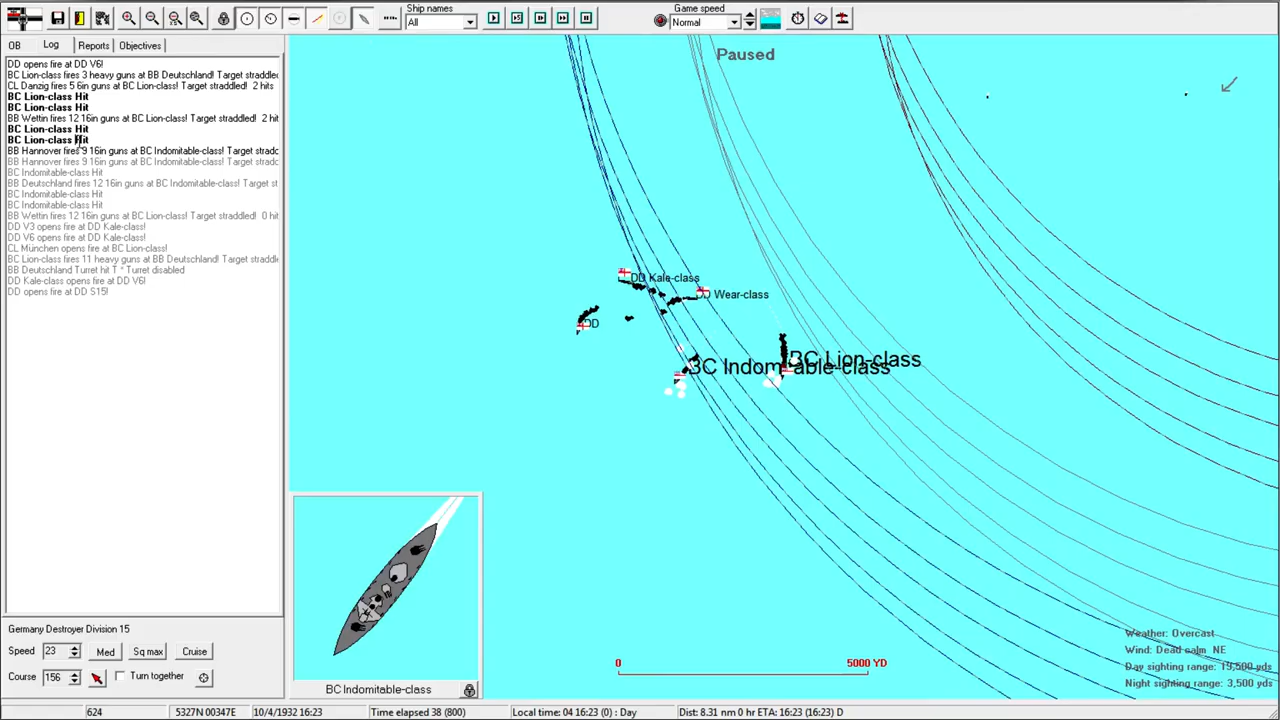 Ship names
All
Game speed
Normal
OB
Log
Reports
Objectives
DD opens fire at DD V6!
BC Lion-class fires 3 heavy guns at BB Deutschland! Target straddle
CL Danzig fires 5 6in guns at BC Lion-class! Target straddled! 2 hits
BC Lion-class Hit
BC Lion-class Hit
BB Wettin fires 12 16in guns at BC Lion-class! Target straddled! 2 hit
BC Lion-class Hit
BC Lion-class Hit
BB Hannover fires 9 16in guns at BC Indomitable-class! Target stradd
BB Hannover fires 9 16in guns at BC Indomitable-class! Target stradd
BC Indomitable-class Hit
BB Deutschland fires 12 16in guns at BC Indomitable-class! Target st
BC Indomitable-class Hit
BC Indomitable-class Hit
BB Wettin fires 12 16in guns at BC Lion-class! Target straddled! 0 hit
DD V3 opens fire at DD Kale-class!
DD V6 opens fire at DD Kale-class!
CL München opens fire at BC Lion-class!
BC Lion-class fires 11 heavy guns at BB Deutschland! Target straddle
BB Deutschland Turret hit T * Turret disabled
DD Kale-class opens fire at DD V6!
DD opens fire at DD S15!
Paused
DD Kale-class
DD Wear-class
DD
BC Lion-class
BC Indomitable-class
Germany Destroyer Division 15
Speed 23 Med Sq max Cruise
Course 156 Turn together
BC Indomitable-class
0 5000 YD
Weather: Overcast
Wind: Dead calm NE
Day sighting range: 19,500 yds
Night sighting range: 3,500 yds
624 5327N 00347E 10/4/1932 16:23 Time elapsed 38 (800) Local time: 04 16:23 (0) : Day Dist: 8.31 nm 0 hr ETA: 16:23 (16:23) D